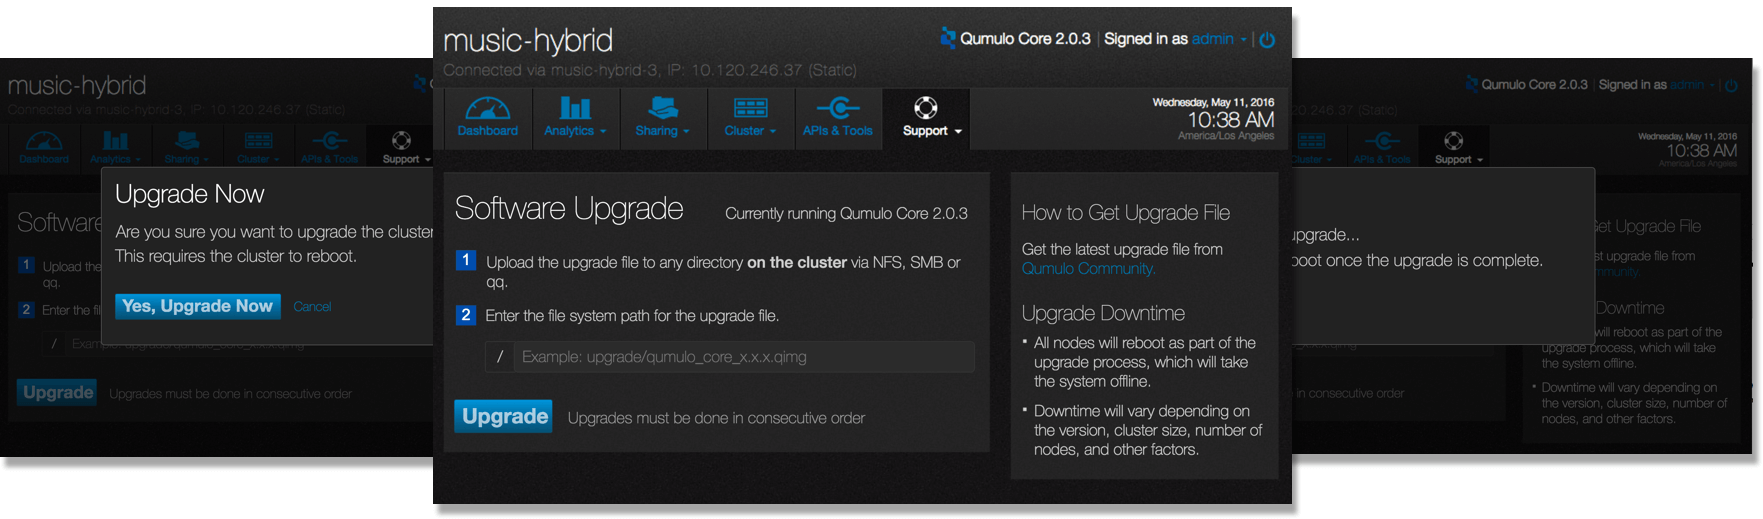 music-hybrid
Connected via music-hybrid-3, IP: 10.120.246.37 (Static)
Dashboard
Analytics
Sharing
Cluster
APIs & Tools
Support
Upgrade Now
Are you sure you want to upgrade the cluster
This requires the cluster to reboot.
Yes, Upgrade Now
Cancel
Software
1
Upload the
qq.
2
Enter the fil
/
Example: upgrade/qumulo_core_x.x.x.qimg
Upgrade
Upgrades must be done in consecutive order
music-hybrid
Qumulo Core 2.0.3 | Signed in as admin
Connected via music-hybrid-3, IP: 10.120.246.37 (Static)
Dashboard
Analytics
Sharing
Cluster
APIs & Tools
Support
Wednesday, May 11, 2016
10:38 AM
America/Los Angeles
Software Upgrade
Currently running Qumulo Core 2.0.3
1
Upload the upgrade file to any directory on the cluster via NFS, SMB or
qq.
2
Enter the file system path for the upgrade file.
/
Example: upgrade/qumulo_core_x.x.x.qimg
Upgrade
Upgrades must be done in consecutive order
How to Get Upgrade File
Get the latest upgrade file from
Qumulo Community.
Upgrade Downtime
• All nodes will reboot as part of the
upgrade process, which will take
the system offline.
• Downtime will vary depending on
the version, cluster size, number of
nodes, and other factors.
Qumulo Core 2.0.3 | Signed in as admin
.120.246.37 (Static)
Cluster
APIs & Tools
Support
Wednesday, May 11, 2016
10:38 AM
America/Los Angeles
upgrade...
boot once the upgrade is complete.
Get Upgrade File
st upgrade file from
mmunity.
Downtime
will reboot as part of the
upgrade process, which will take
the system offline.
• Downtime will vary depending on
the version, cluster size, number of
nodes, and other factors.
in consecutive order